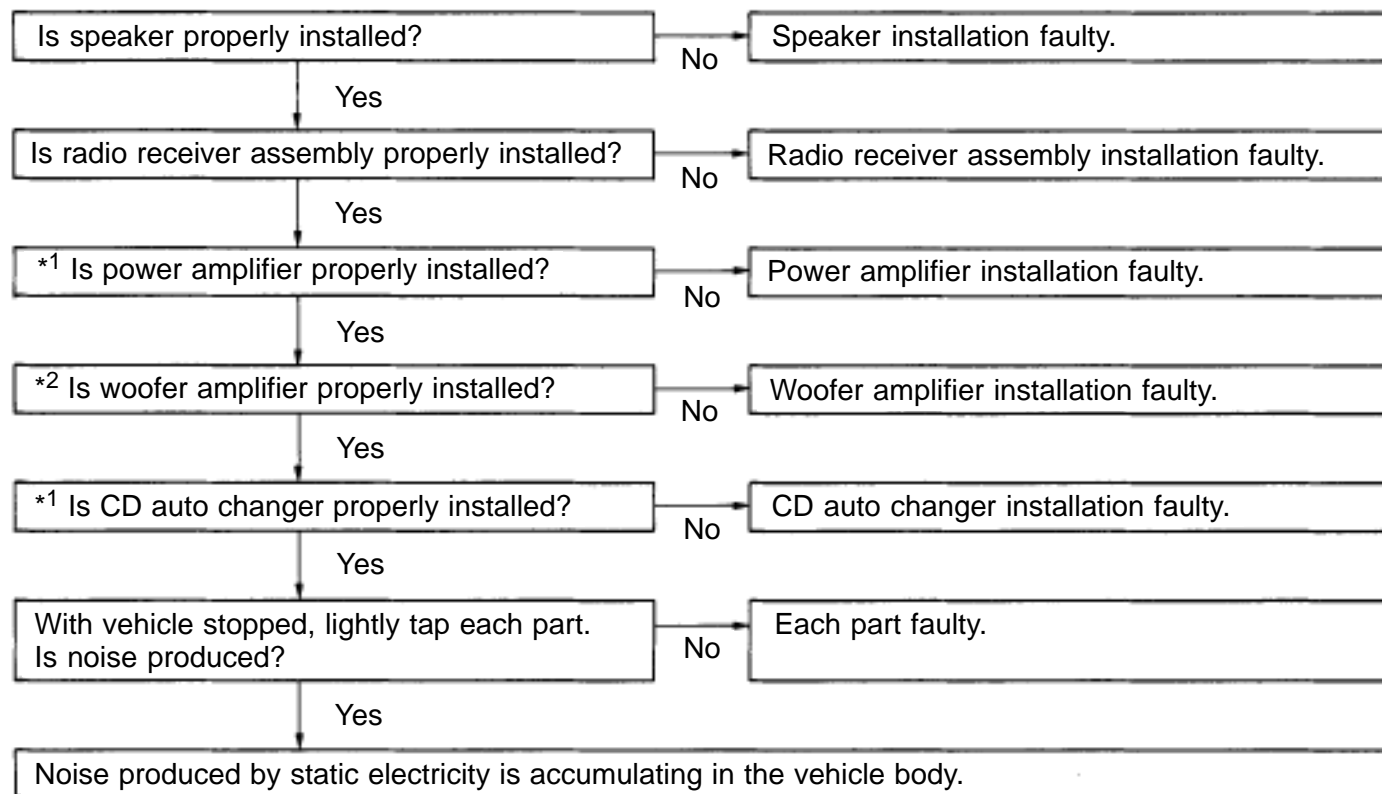 Is speaker properly installed?
No
Speaker installation faulty.
Yes
Is radio receiver assembly properly installed?
No
Radio receiver assembly installation faulty.
Yes
*1 Is power amplifier properly installed?
No
Power amplifier installation faulty.
Yes
*2 Is woofer amplifier properly installed?
No
Woofer amplifier installation faulty.
Yes
*1 Is CD auto changer properly installed?
No
CD auto changer installation faulty.
Yes
With vehicle stopped, lightly tap each part.
Is noise produced?
No
Each part faulty.
Yes
Noise produced by static electricity is accumulating in the vehicle body.